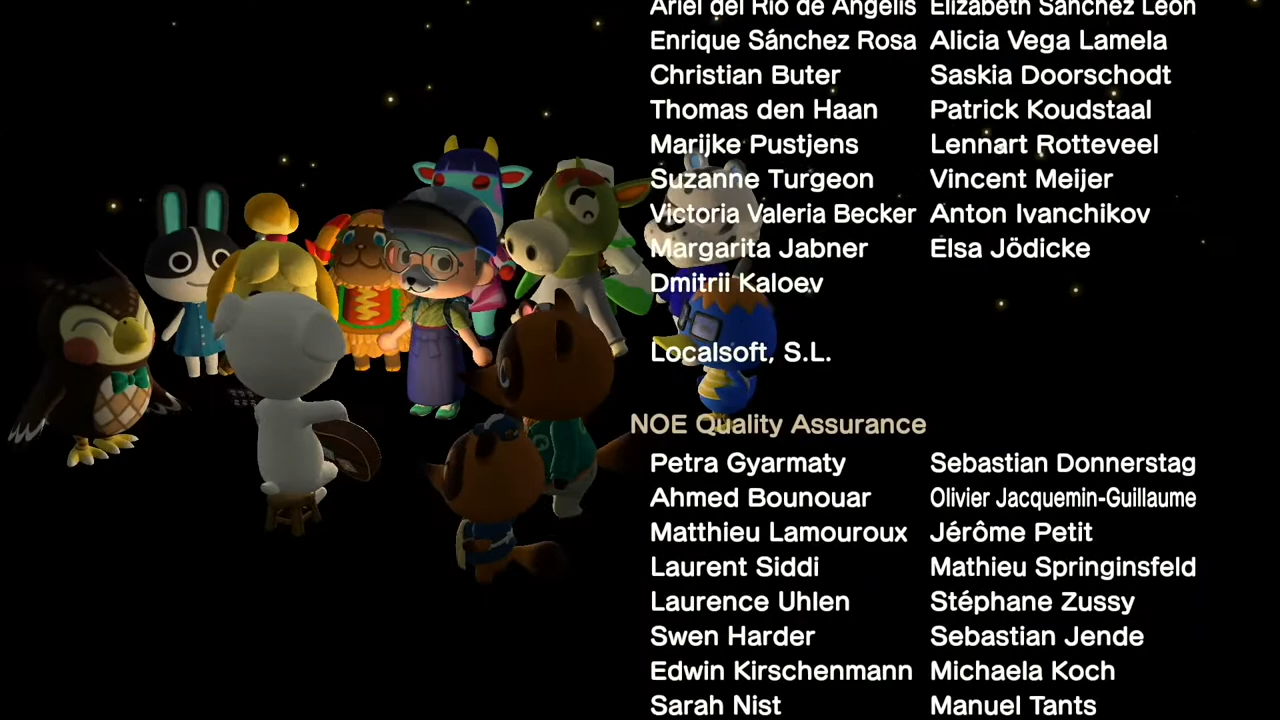 Ariel del Río de Angelis Elizabeth Sánchez León
Enrique Sánchez Rosa Alicia Vega Lamela
Christian Buter Saskia Doorschodt
Thomas den Haan Patrick Koudstaal
Marijke Pustjens Lennart Rotteveel
Suzanne Turgeon Vincent Meijer
Victoria Valeria Becker Anton Ivanchikov
Margarita Jabner Elsa Jödicke
Dmitrii Kaloev
Localsoft, S.L.
NOE Quality Assurance
Petra Gyarmaty Sebastian Donnerstag
Ahmed Bounouar Olivier Jacquemin-Guillaume
Matthieu Lamouroux Jérôme Petit
Laurent Siddi Mathieu Springinsfeld
Laurence Uhlen Stéphane Zussy
Swen Harder Sebastian Jende
Edwin Kirschenmann Michaela Koch
Sarah Nist Manuel Tants